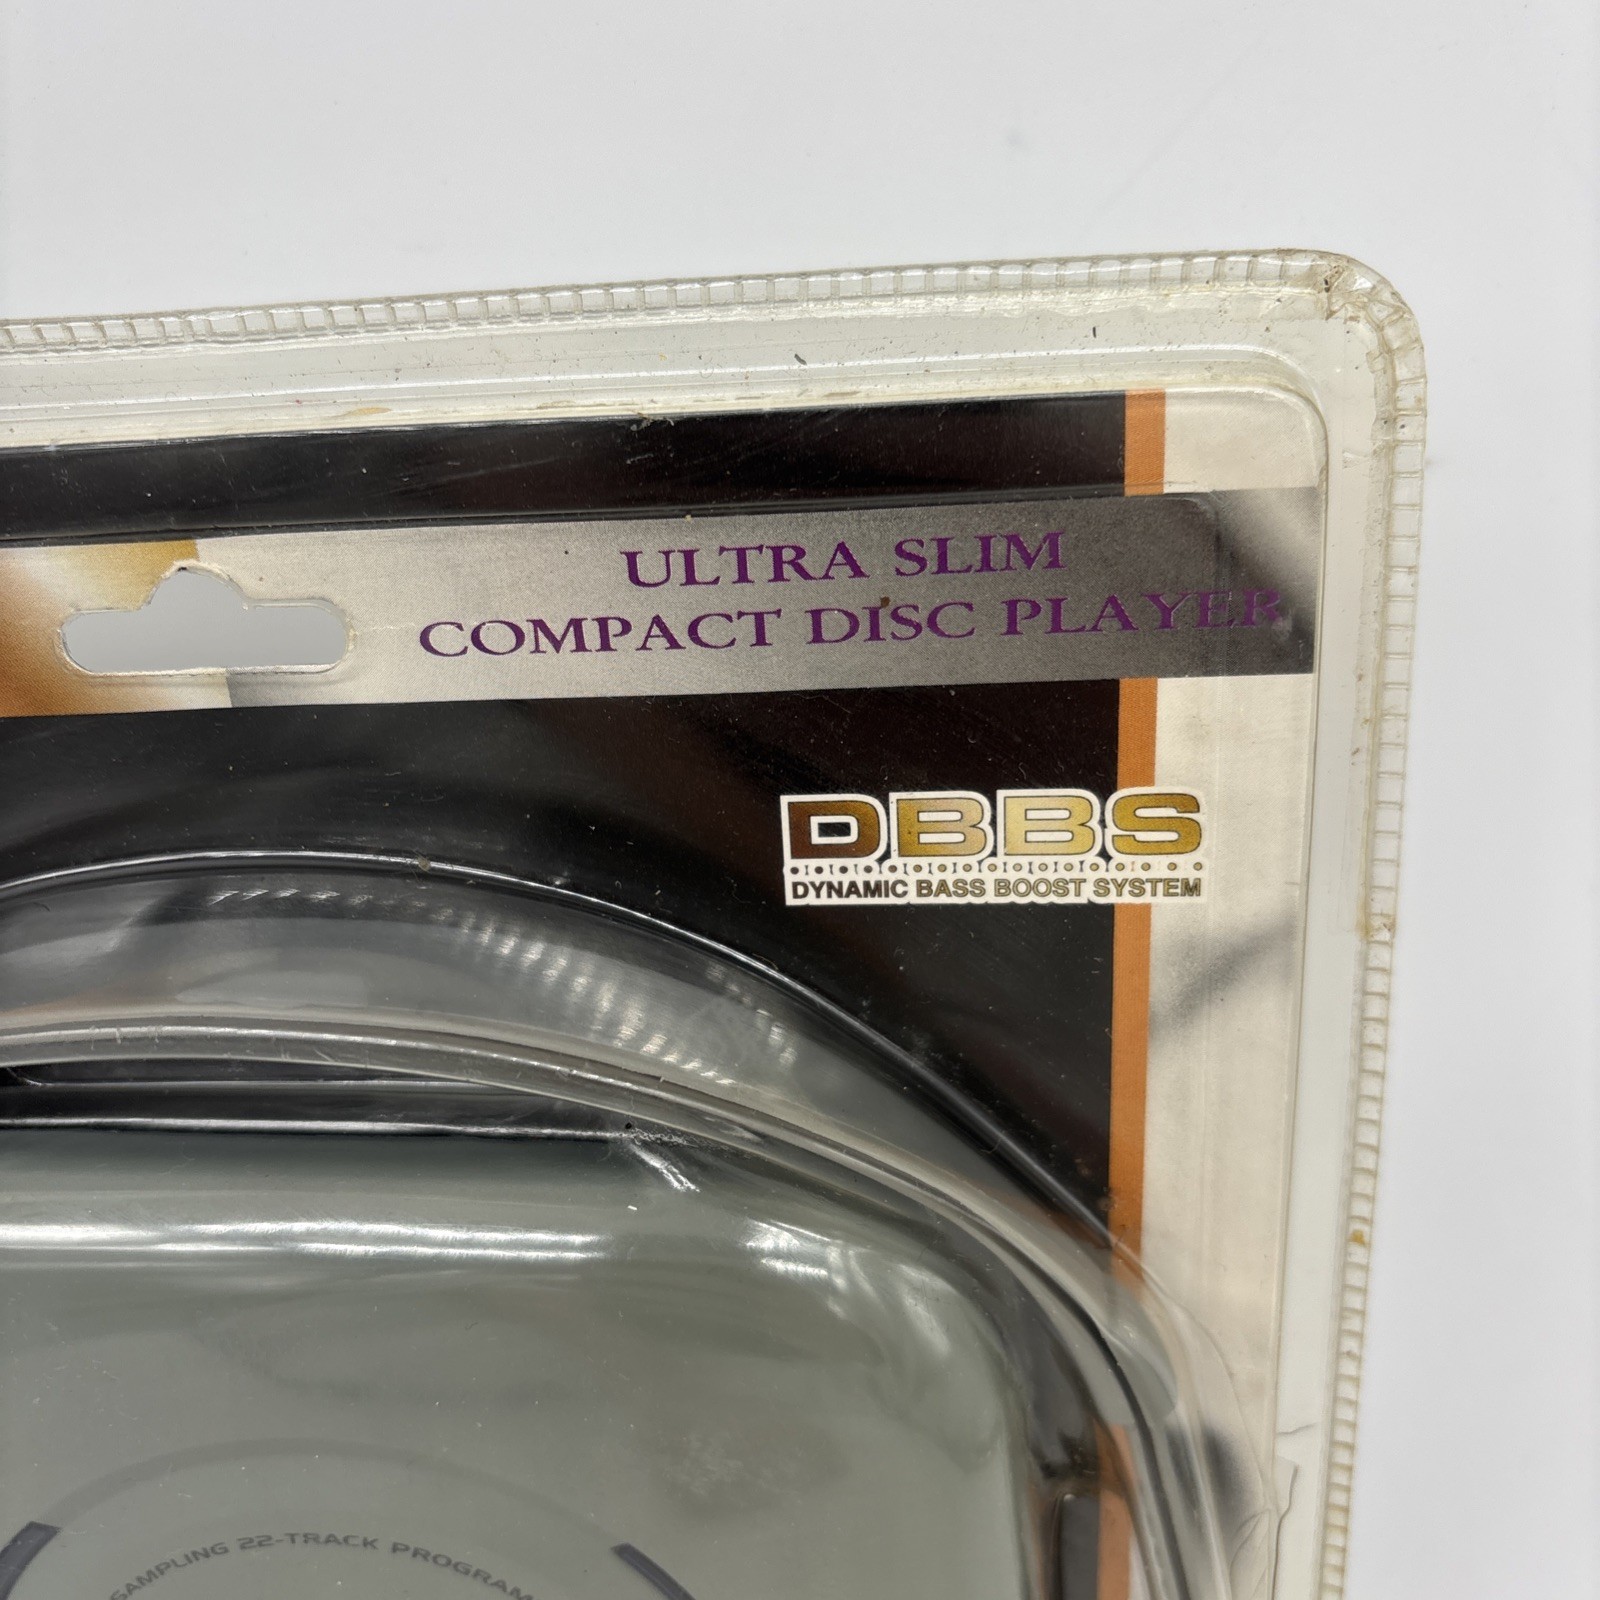 ULTRA SLIM
COMPACT DISC PLAYER
DBBS
DYNAMIC BASS BOOST SYSTEM
SAMPLING 22-TRACK PROGRAM